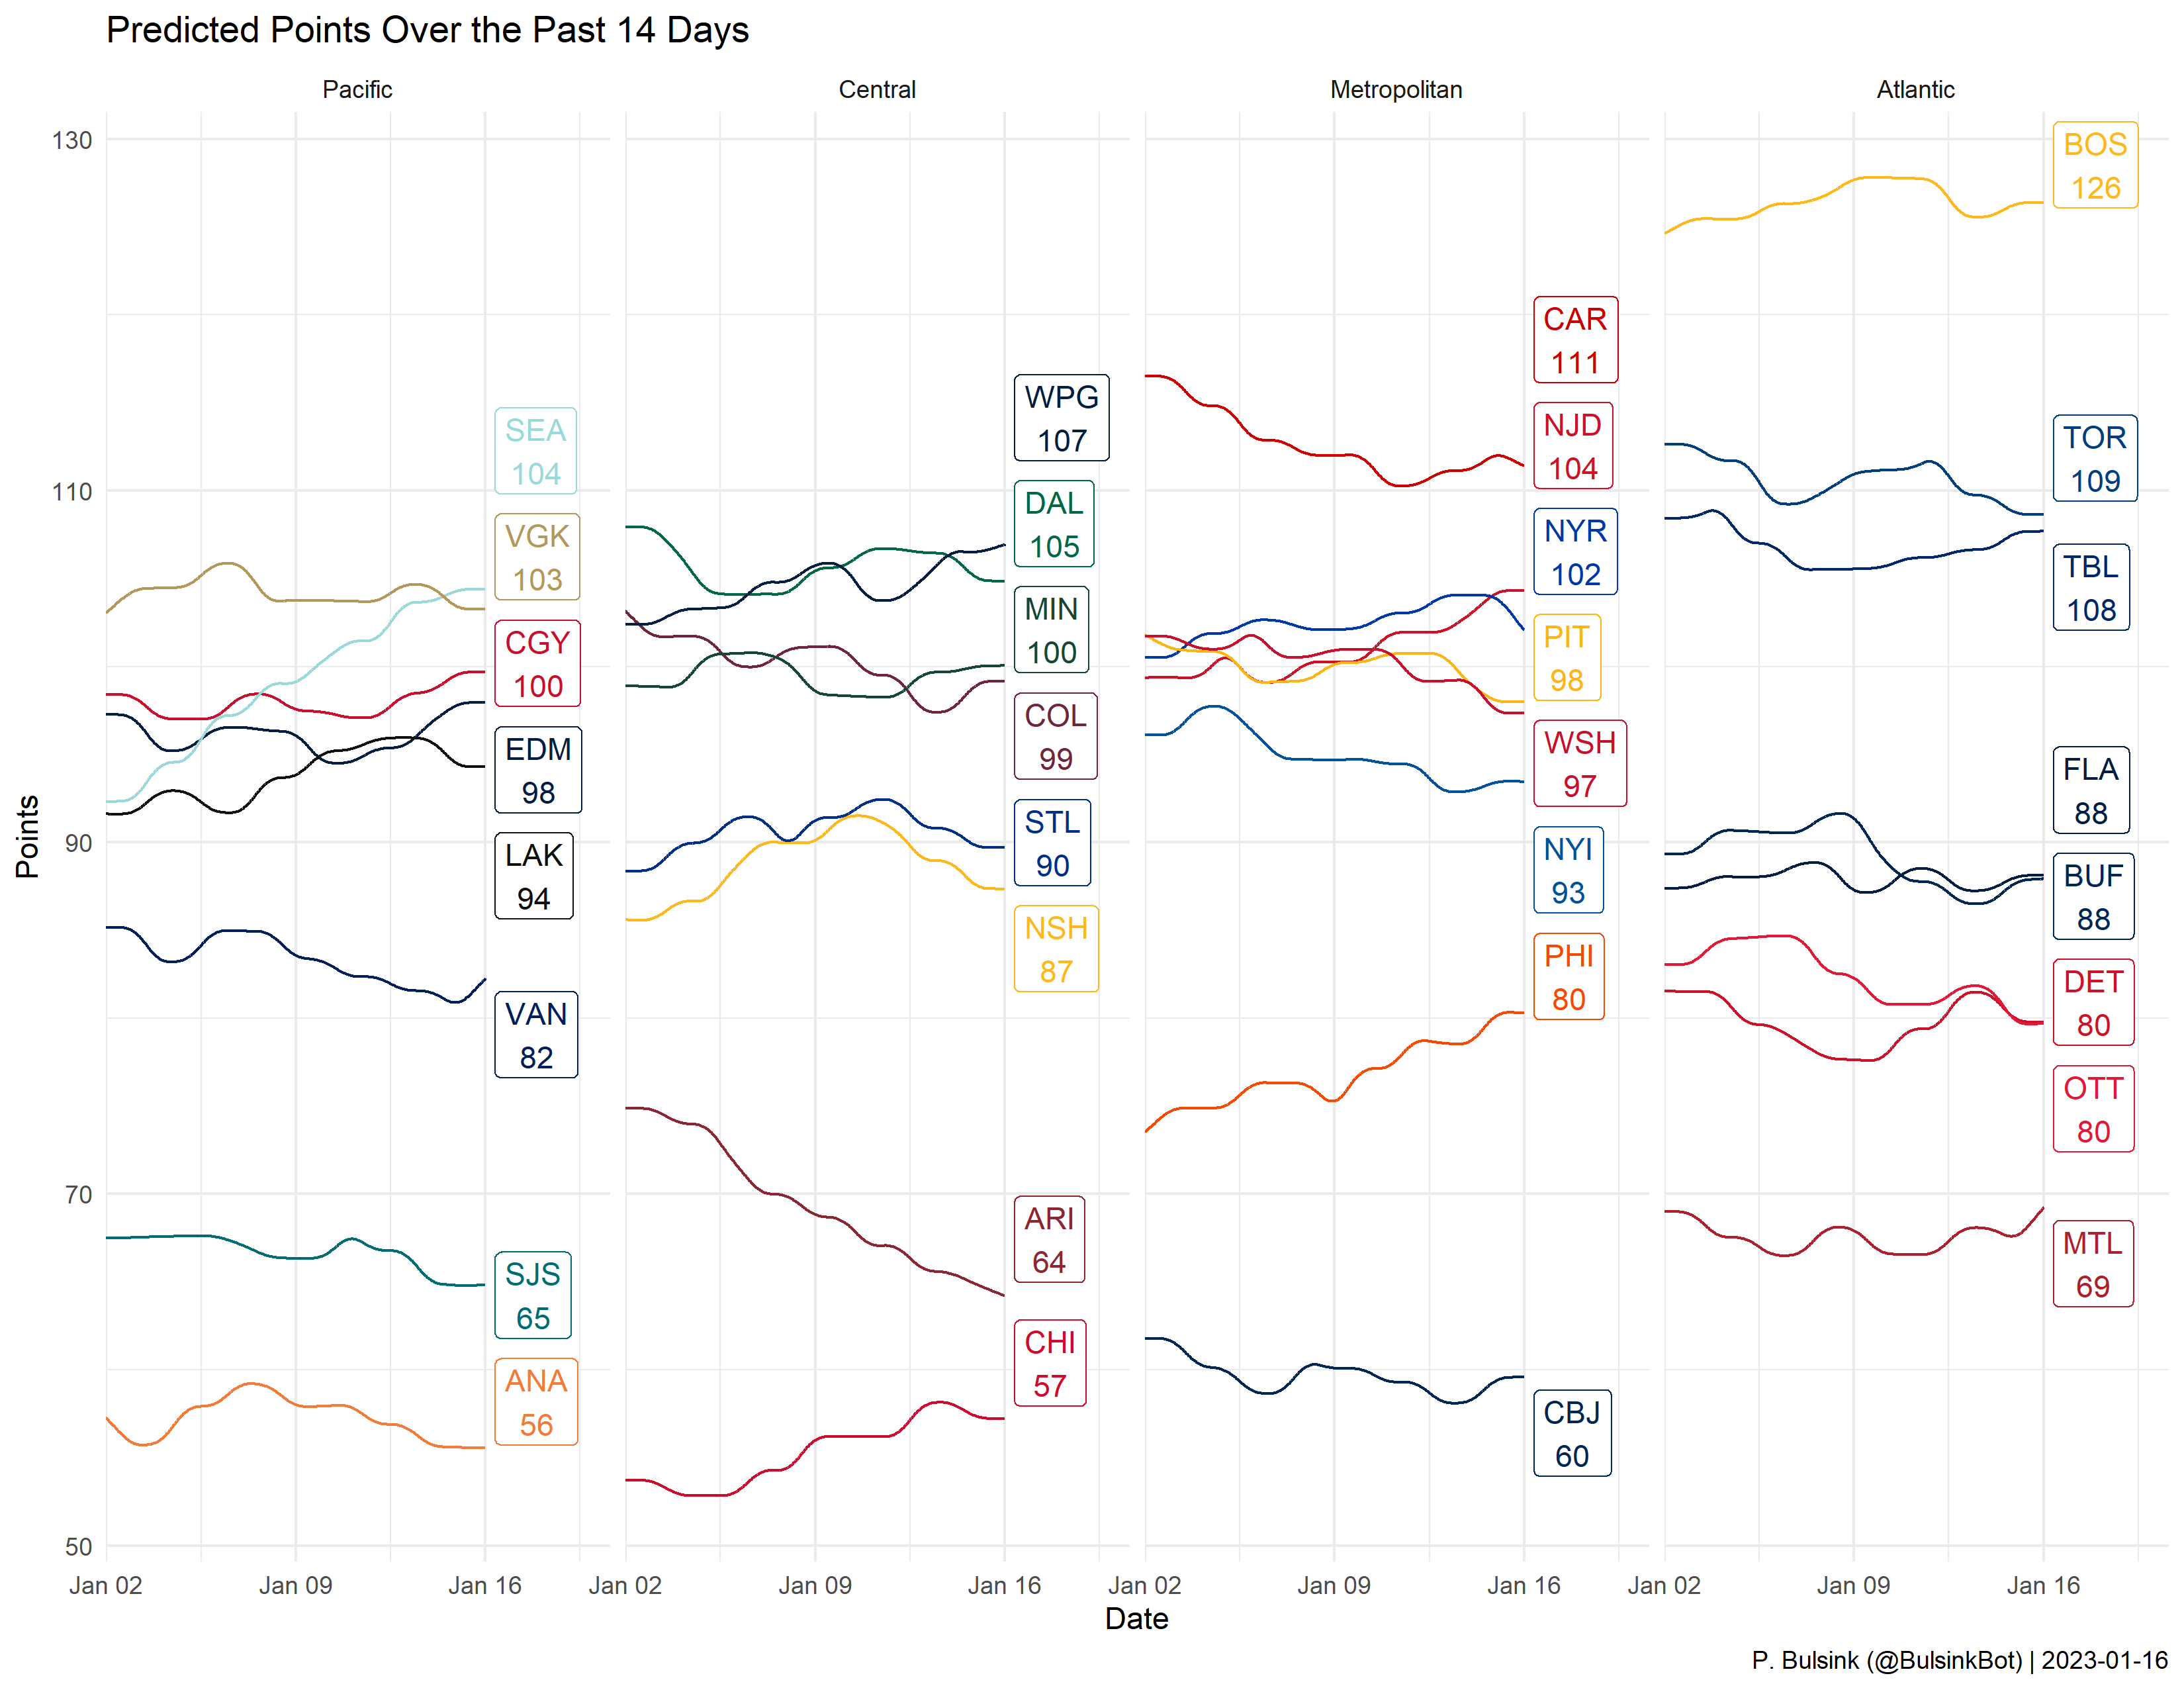 Predicted Points Over the Past 14 Days
Pacific
Central
Metropolitan
Atlantic
Points
130
110
90
70
50
SEA
104
VGK
103
CGY
100
EDM
98
LAK
94
VAN
82
SJS
65
ANA
56
WPG
107
DAL
105
MIN
100
COL
99
STL
90
NSH
87
ARI
64
CHI
57
CAR
111
NJD
104
NYR
102
PIT
98
WSH
97
NYI
93
PHI
80
CBJ
60
BOS
126
TOR
109
TBL
108
FLA
88
BUF
88
DET
80
OTT
80
MTL
69
Jan 02 Jan 09 Jan 16 Jan 02 Jan 09 Jan 16 Jan 02 Jan 09 Jan 16 Jan 02 Jan 09 Jan 16
Date
P. Bulsink (@BulsinkBot) | 2023-01-16